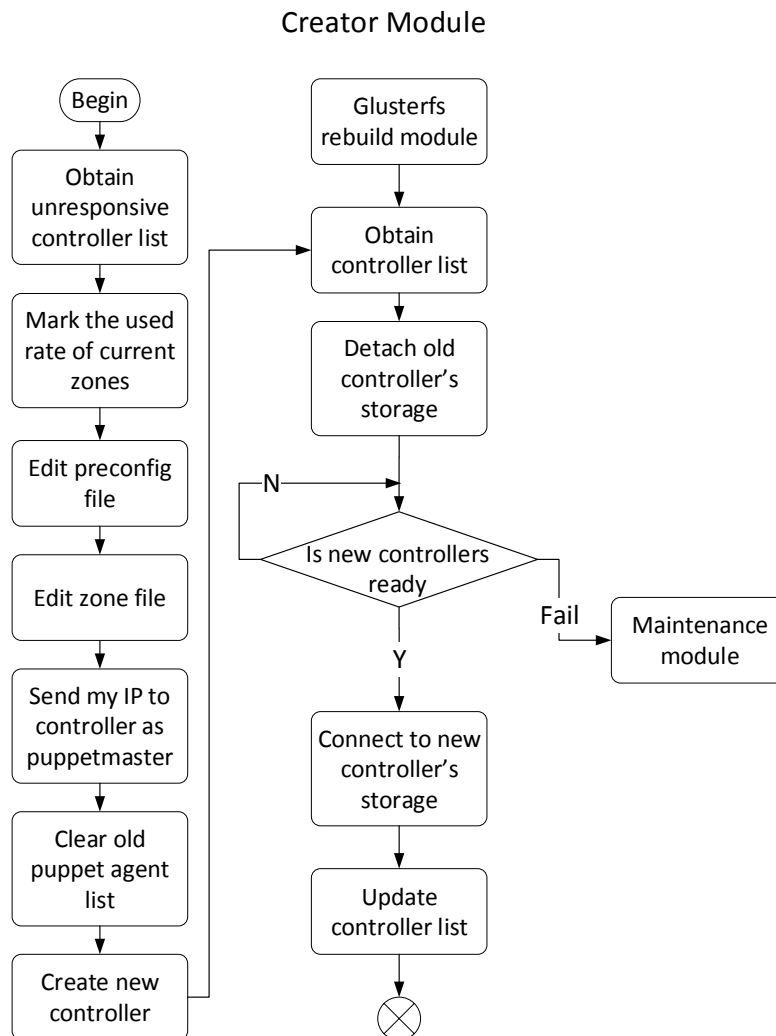 Creator Module
Begin
Obtain
unresponsive
controller list
Mark the used
rate of current
zones
Edit preconfig
file
Edit zone file
Send my IP to
controller as
puppetmaster
Clear old
puppet agent
list
Create new
controller
Glusterfs
rebuild module
Obtain
controller list
Detach old
controller's
storage
N
Is new controllers
ready
Fail
Maintenance
module
Y
Connect to new
controller's
storage
Update
controller list